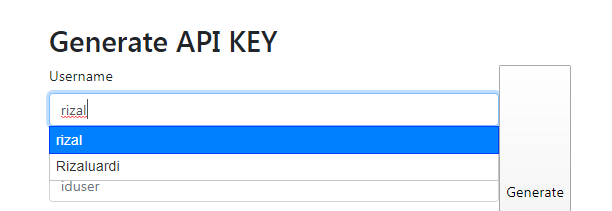 Generate API KEY
Username
rizal
rizal
Rizaluardi
iduser
Generate